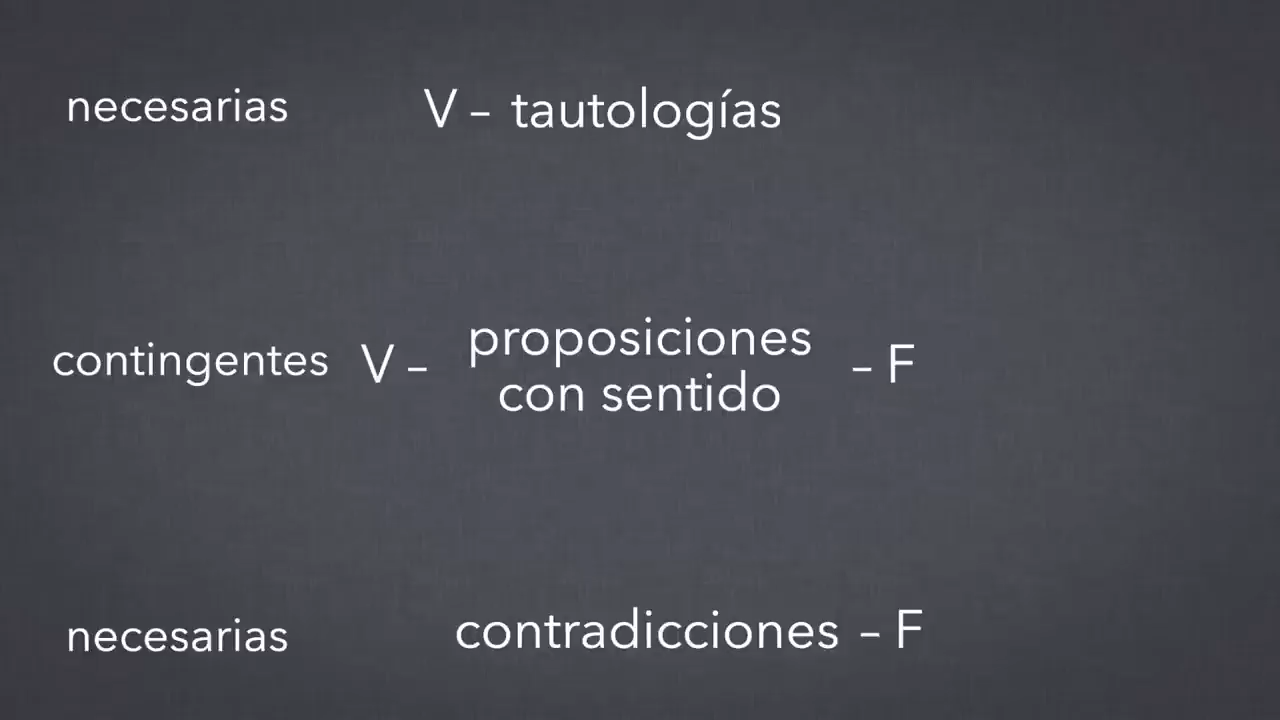 necesarias V – tautologías
contingentes V – proposiciones con sentido – F
necesarias contradicciones – F